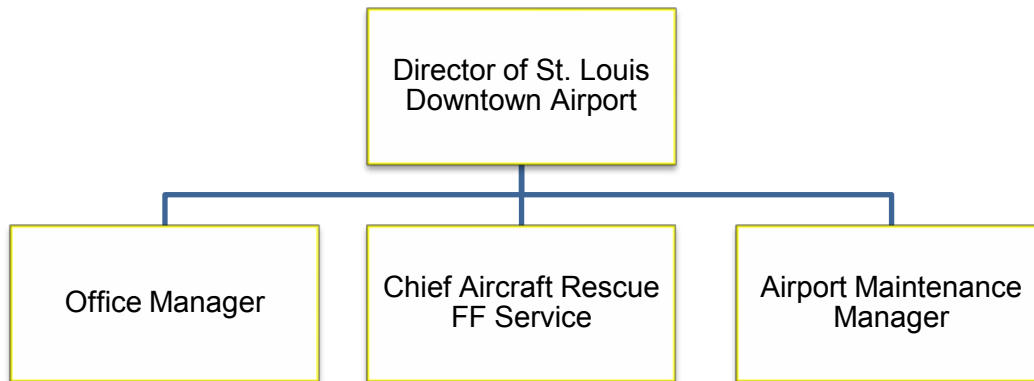 Director of St. Louis
Downtown Airport
Office Manager
Chief Aircraft Rescue
FF Service
Airport Maintenance
Manager